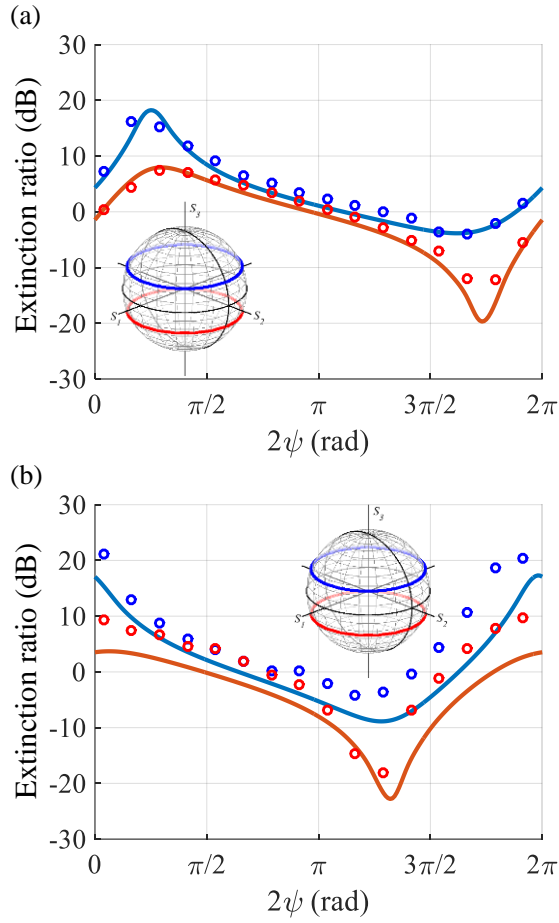 (a)
30
20
10
0
-10
-20
-30
Extinction ratio (dB)
S₃
S₁
S₂
0
π/2
π
3π/2
2π
2ψ (rad)
(b)
30
20
10
0
-10
-20
-30
Extinction ratio (dB)
S₃
S₁
S₂
0
π/2
π
3π/2
2π
2ψ (rad)